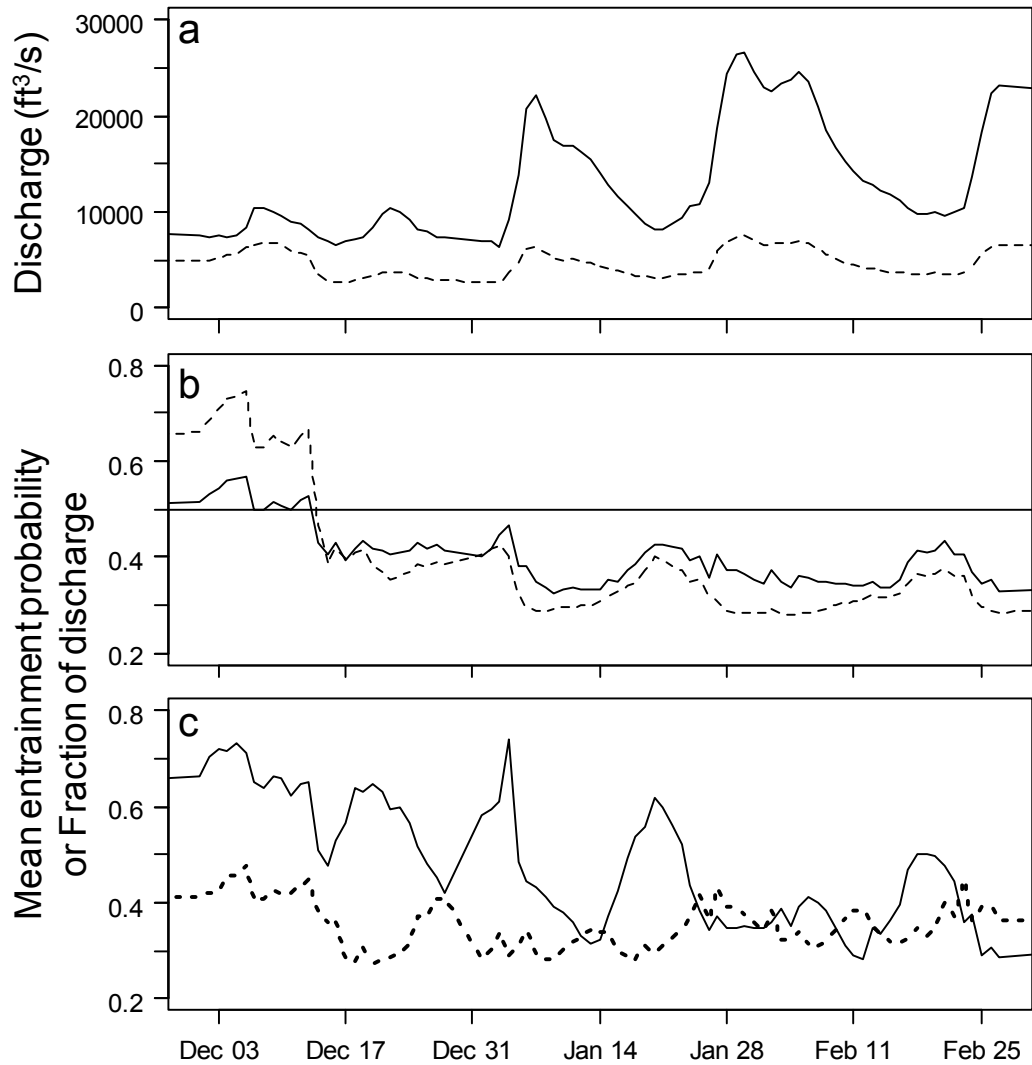 a
30000
20000
10000
0
Discharge (ft³/s)
b
0.8
0.6
0.4
0.2
Mean entrainment probability
or Fraction of discharge
c
0.8
0.6
0.4
0.2
Dec 03 Dec 17 Dec 31 Jan 14 Jan 28 Feb 11 Feb 25